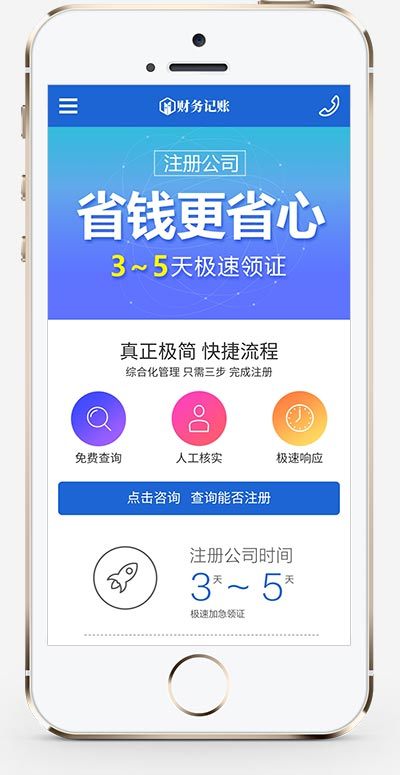 财务记账
注册公司
省钱更省心
3~5天极速领证
真正极简 快捷流程
综合化管理 只需三步 完成注册
免费查询 人工核实 极速响应
点击咨询 查询能否注册
注册公司时间
3天~5天
极速加急领证